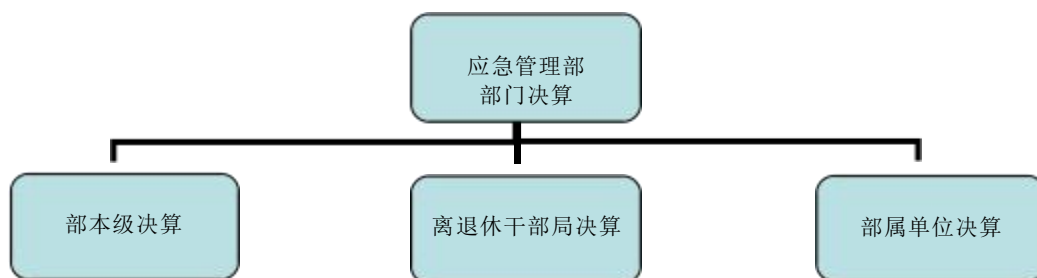 应急管理部
部门决算
部本级决算
离退休干部局决算
部属单位决算